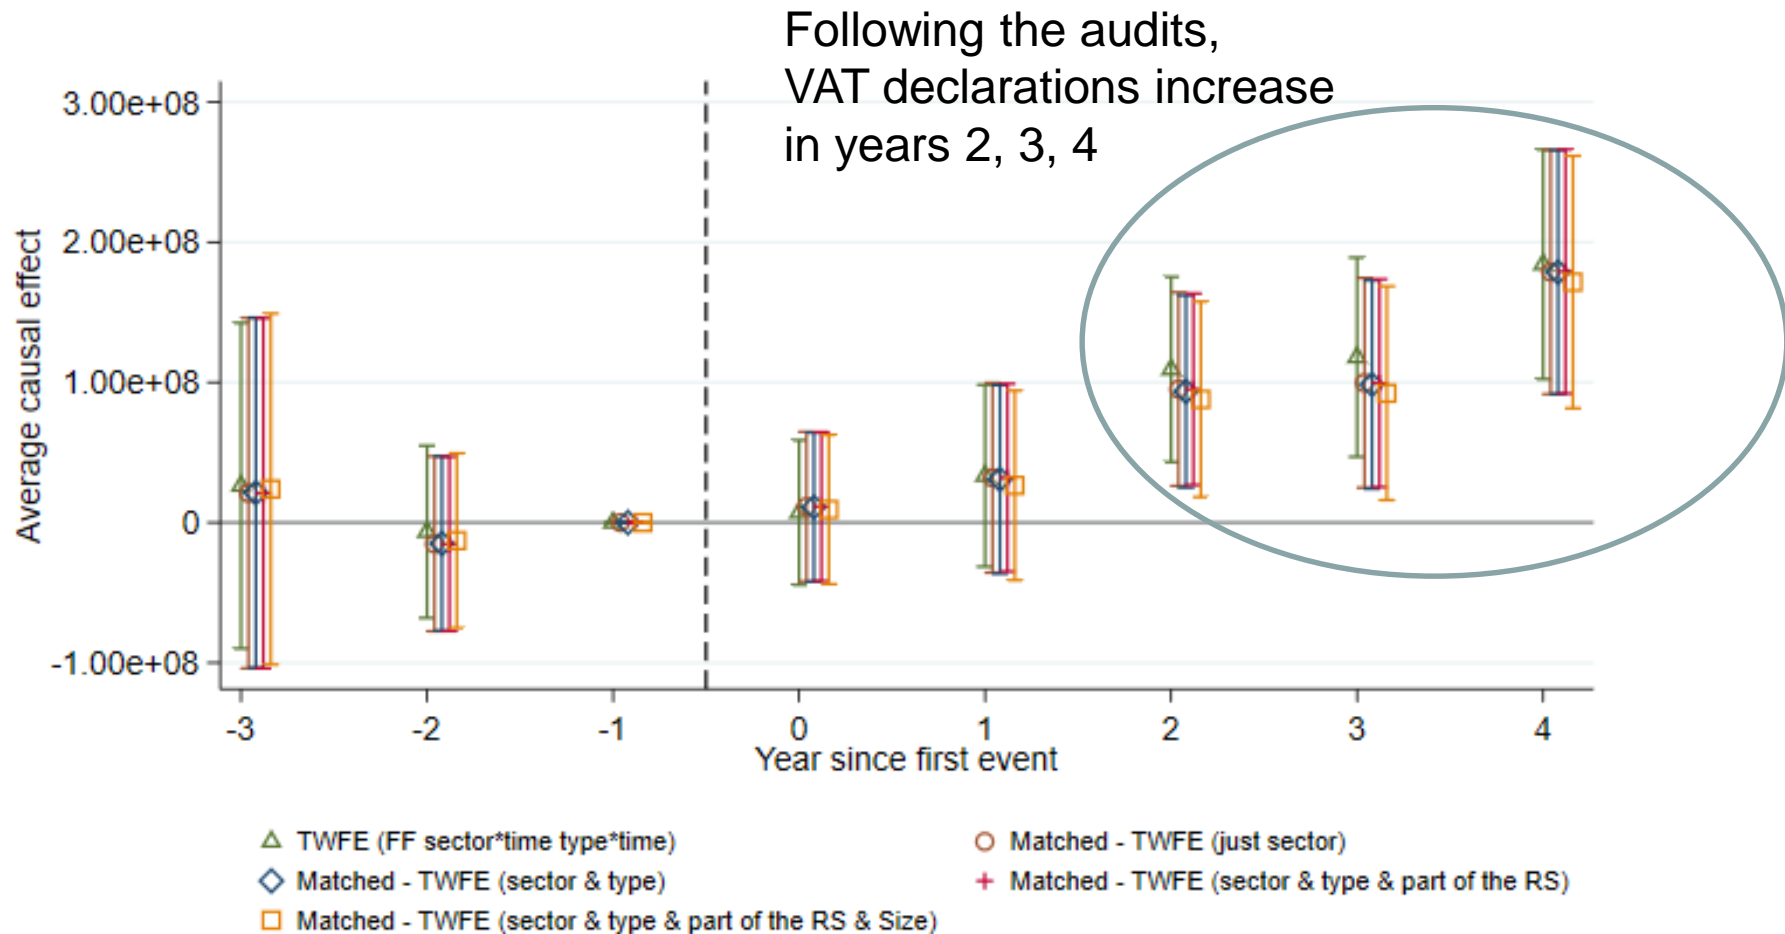 Following the audits,
VAT declarations increase
in years 2, 3, 4
Average causal effect
3.00e+08
2.00e+08
1.00e+08
0
-1.00e+08
-3 -2 -1 0 1 2 3 4
Year since first event
TWFE (FF sector*time type*time)
Matched - TWFE (just sector)
Matched - TWFE (sector & type)
Matched - TWFE (sector & type & part of the RS)
Matched - TWFE (sector & type & part of the RS & Size)